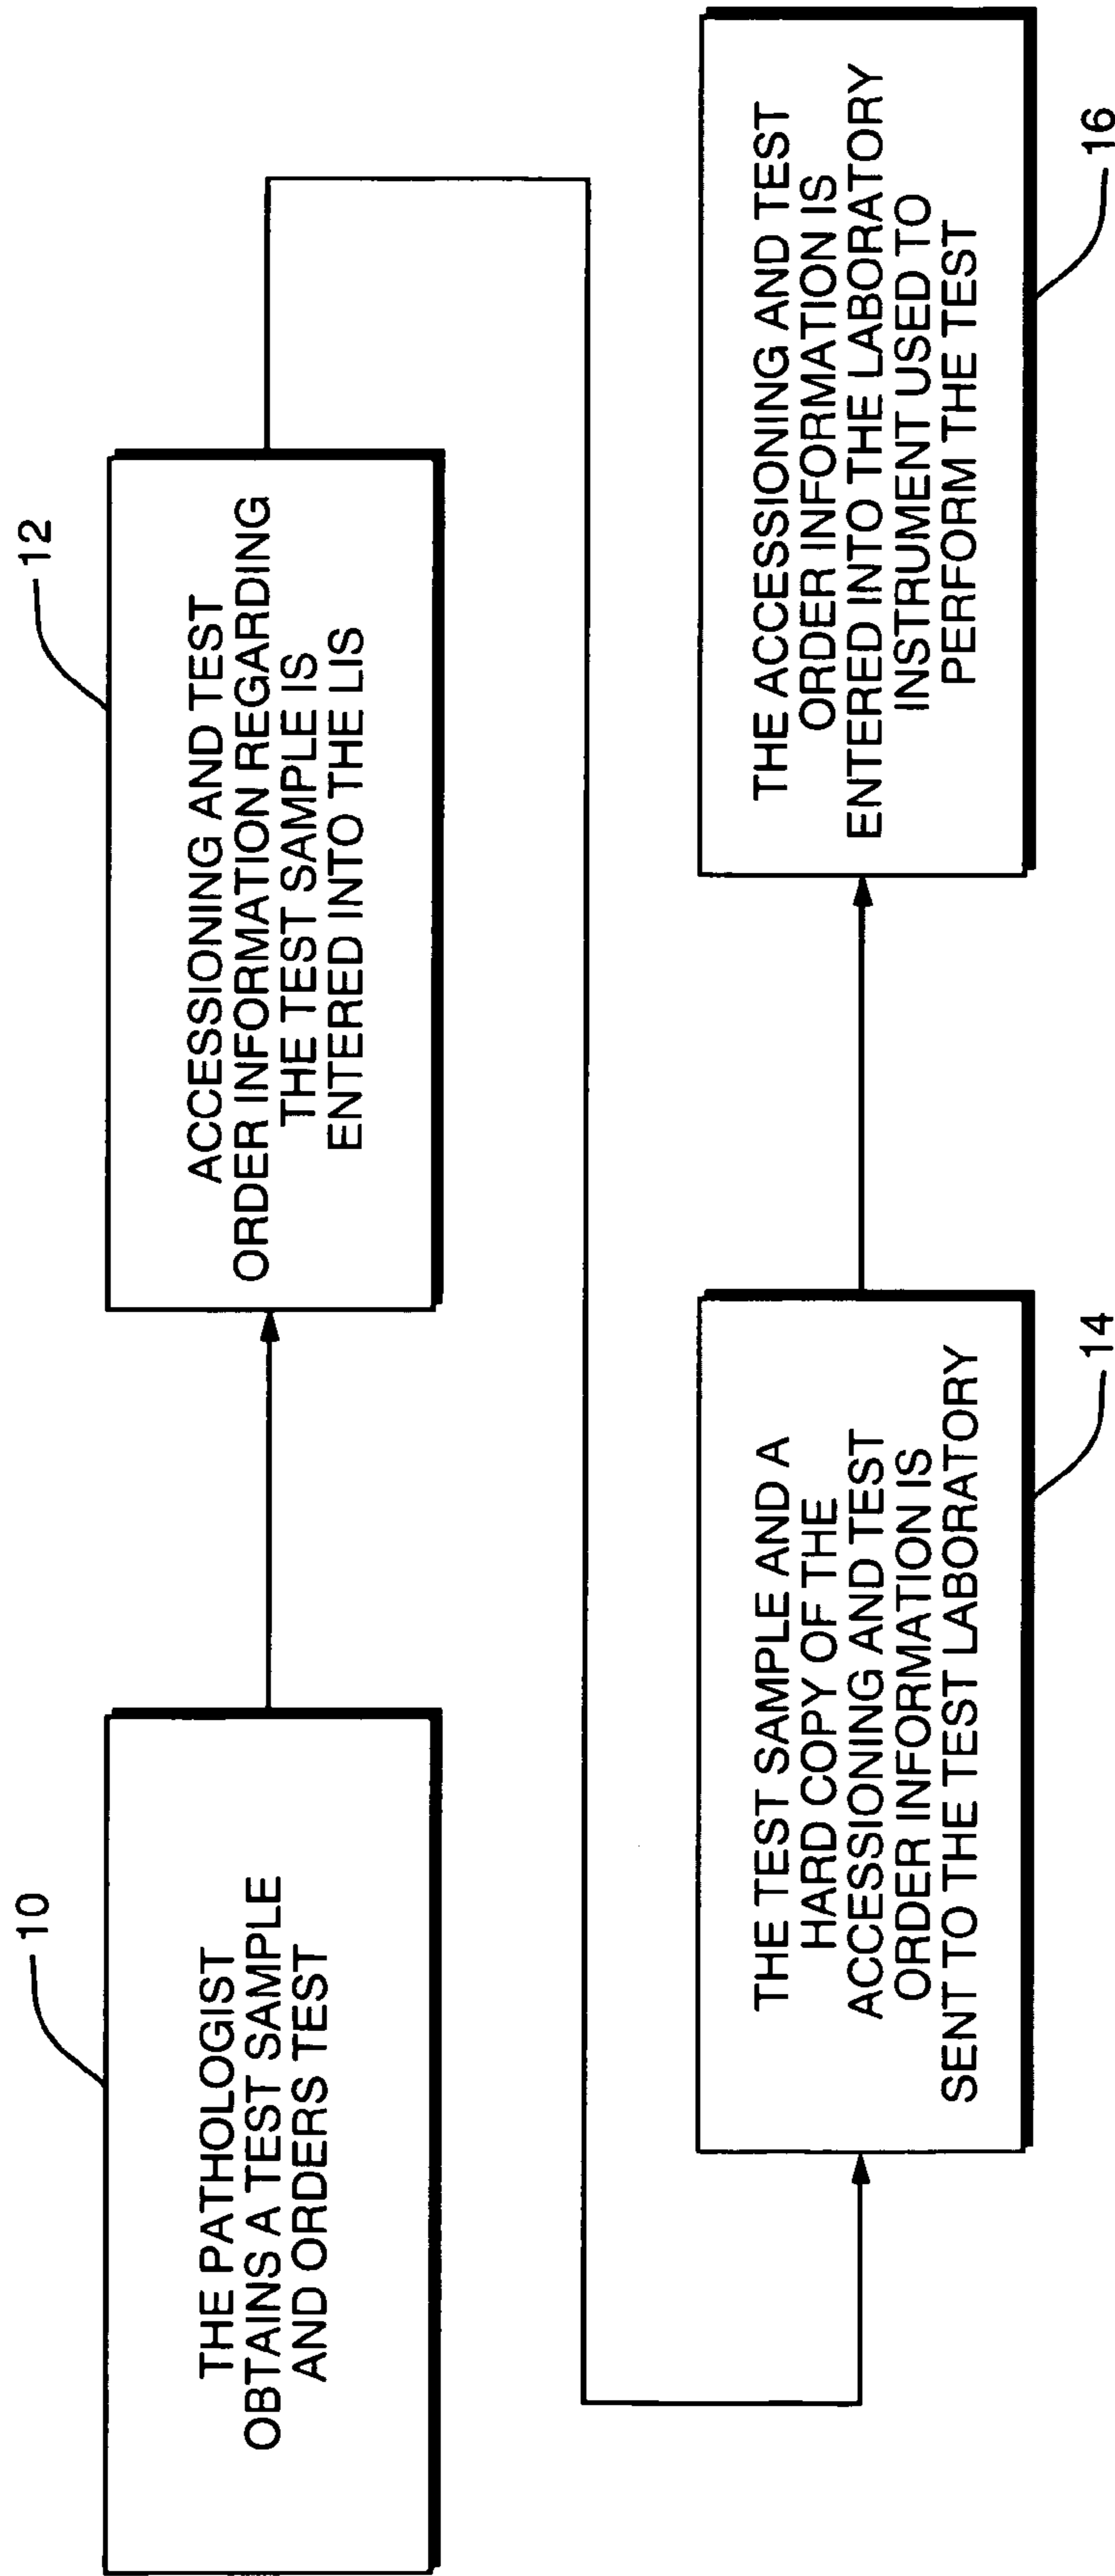 10
THE PATHOLOGIST
OBTAINS A TEST SAMPLE
AND ORDERS TEST
12
ACCESSIONING AND TEST
ORDER INFORMATION REGARDING
THE TEST SAMPLE IS
ENTERED INTO THE LIS
THE TEST SAMPLE AND A
HARD COPY OF THE
ACCESSIONING AND TEST
ORDER INFORMATION IS
SENT TO THE TEST LABORATORY
14
THE ACCESSIONING AND TEST
ORDER INFORMATION IS
ENTERED INTO THE LABORATORY
INSTRUMENT USED TO
PERFORM THE TEST
16